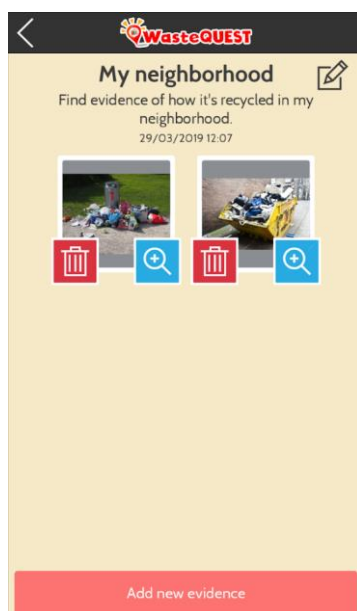 WasteQUEST
My neighborhood
Find evidence of how it's recycled in my
neighborhood.
29/03/2019 12:07
Add new evidence